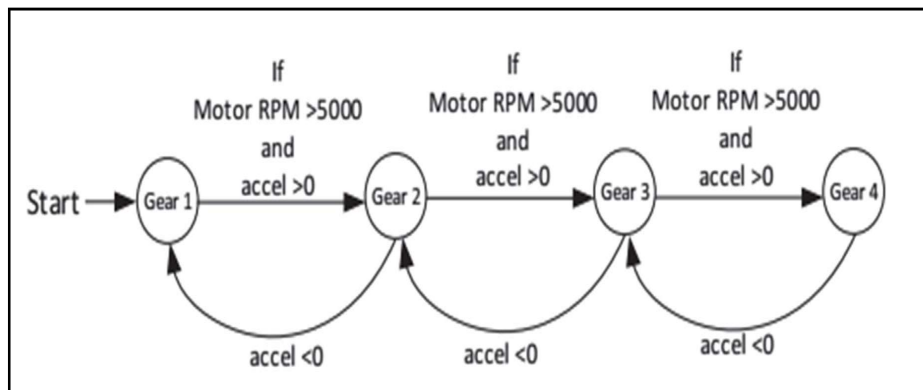 If
Motor RPM >5000
and
accel >0
If
Motor RPM >5000
and
accel >0
If
Motor RPM >5000
and
accel >0
Start
Gear 1
Gear 2
Gear 3
Gear 4
accel <0
accel <0
accel <0